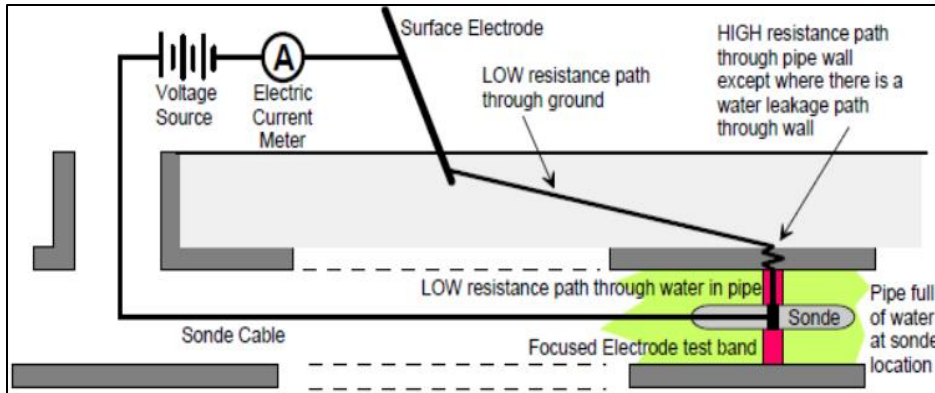 Surface Electrode
A
Voltage
Source
Electric
Current
Meter
LOW resistance path
through ground
HIGH resistance path
through pipe wall
except where there is a
water leakage path
through wall
LOW resistance path through water in pipe
Sonde
Pipe full
of water
at sonde
location
Sonde Cable
Focused Electrode test band